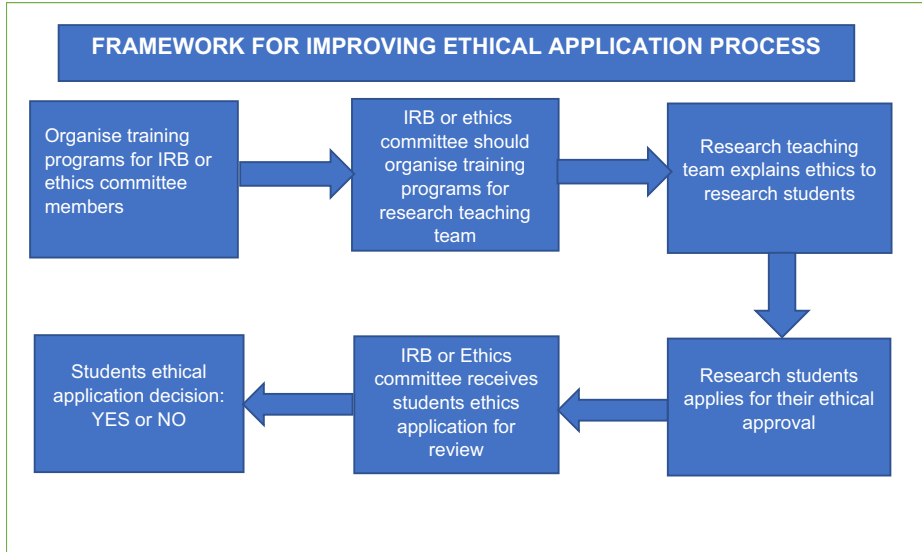 FRAMEWORK FOR IMPROVING ETHICAL APPLICATION PROCESS
Organise training
programs for IRB or
ethics committee
members
IRB or ethics
committee should
organise training
programs for
research teaching
team
Research teaching
team explains ethics to
research students
Research students
applies for their ethical
approval
IRB or Ethics
committee receives
students ethics
application for
review
Students ethical
application decision:
YES or NO